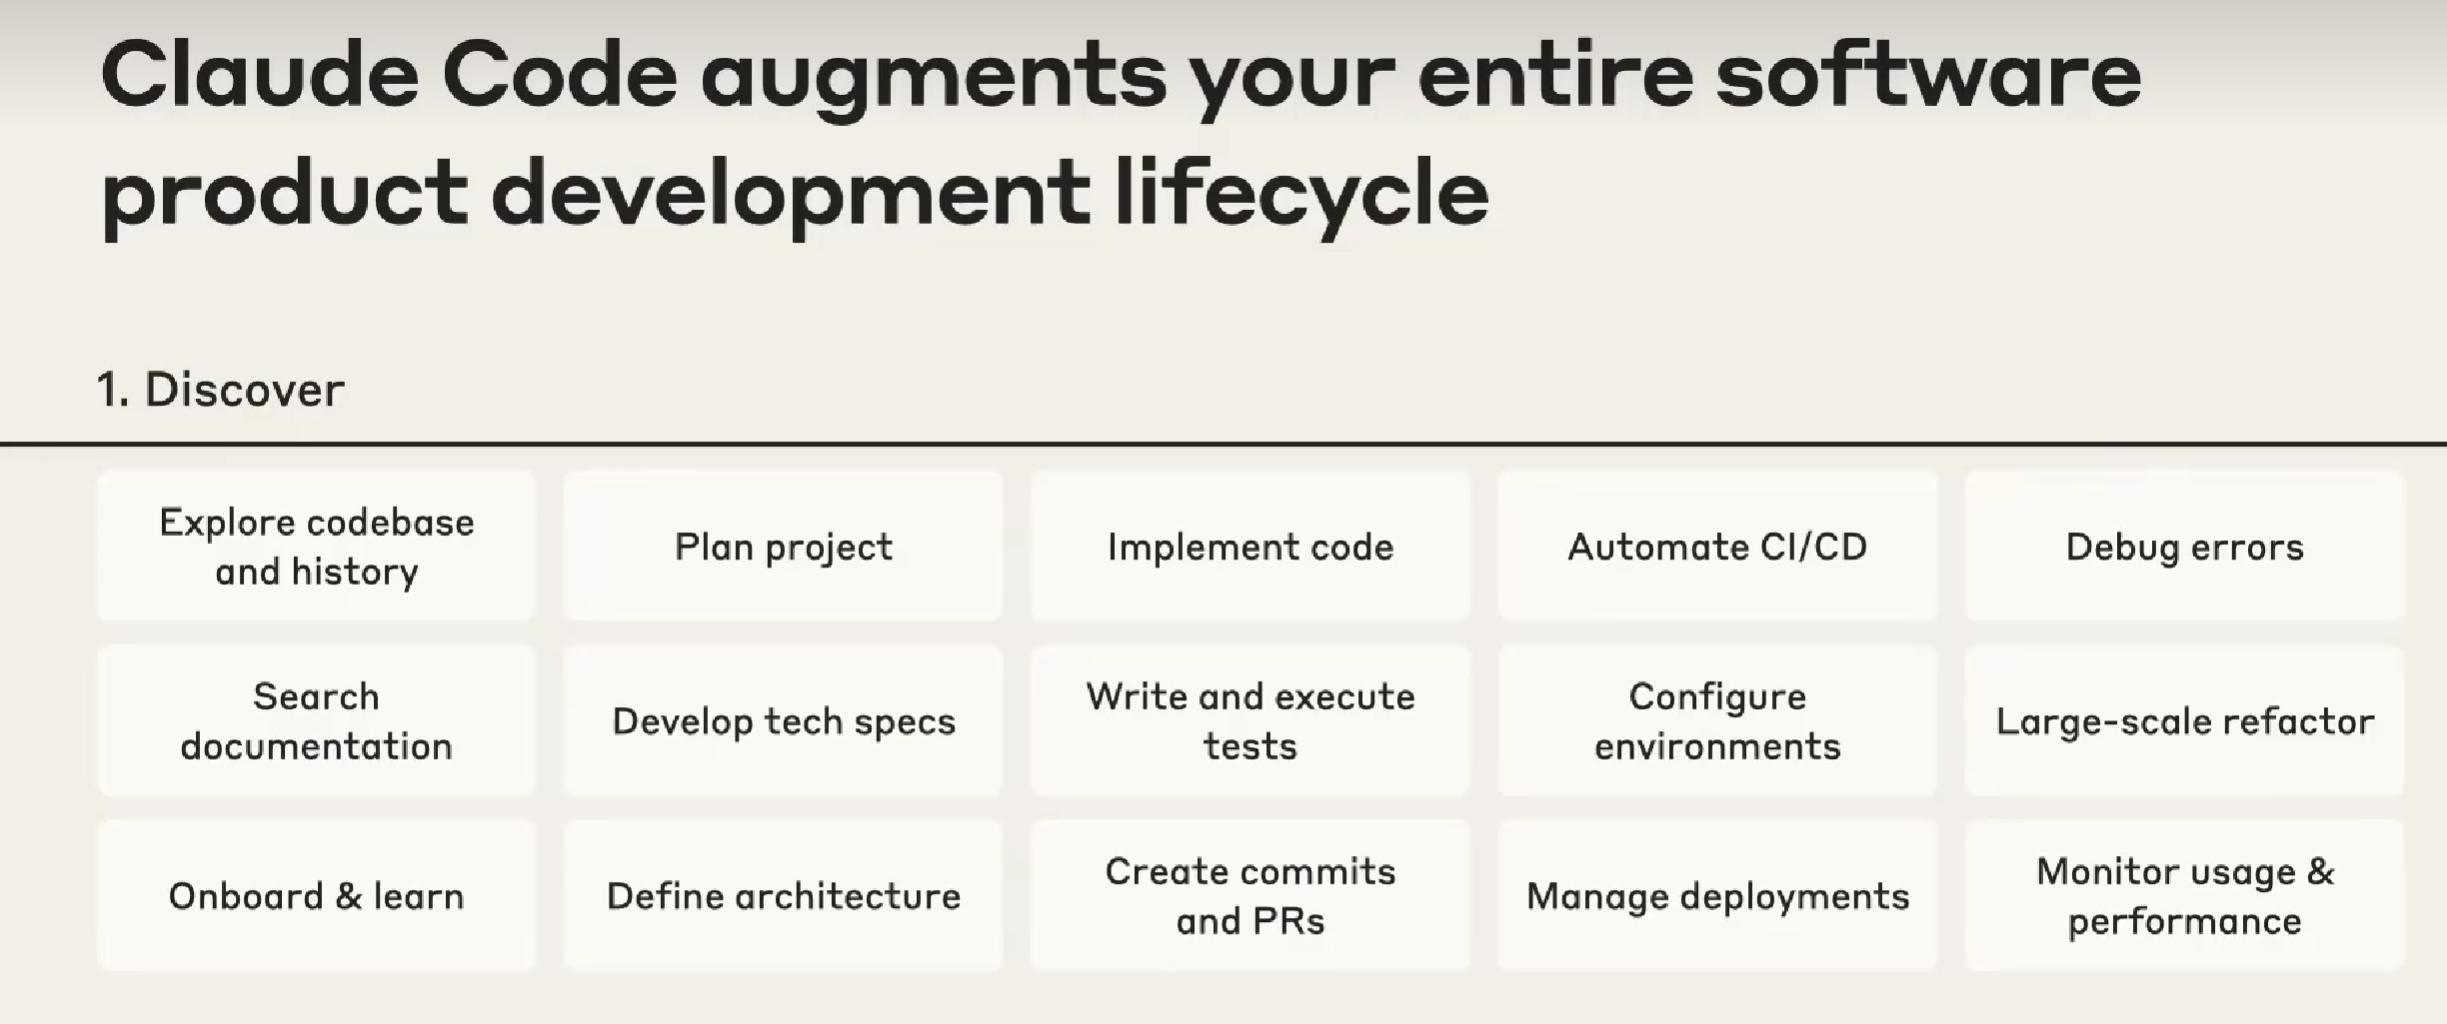 Claude Code augments your entire software
product development lifecycle
1. Discover
Explore codebase
and history
Plan project
Implement code
Automate CI/CD
Debug errors
Search
documentation
Develop tech specs
Write and execute
tests
Configure
environments
Large-scale refactor
Onboard & learn
Define architecture
Create commits
and PRs
Manage deployments
Monitor usage &
performance